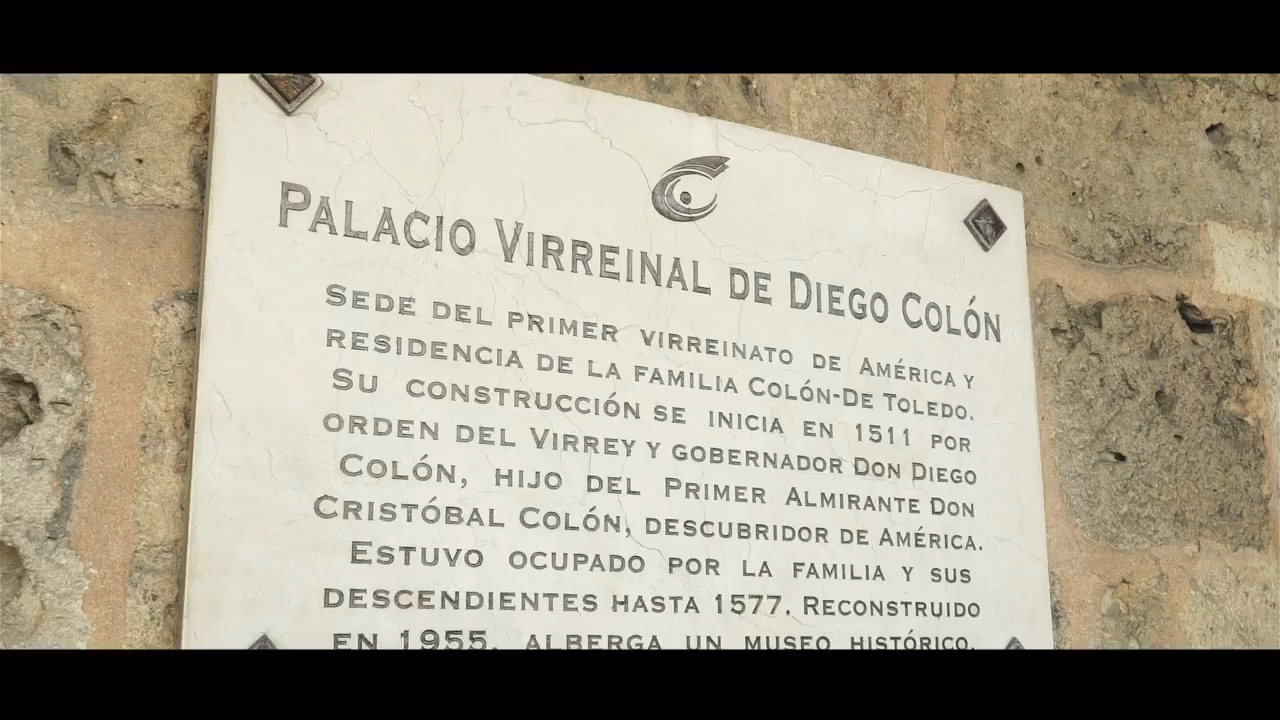 PALACIO VIRREINAL DE DIEGO COLÓN
SEDE DEL PRIMER VIRREINATO DE AMÉRICA Y
RESIDENCIA DE LA FAMILIA COLÓN-DE TOLEDO.
SU CONSTRUCCIÓN SE INICIA EN 1511 POR
ORDEN DEL VIRREY Y GOBERNADOR DON DIEGO
COLÓN, HIJO DEL PRIMER ALMIRANTE DON
CRISTÓBAL COLÓN, DESCUBRIDOR DE AMÉRICA.
ESTUVO OCUPADO POR LA FAMILIA Y SUS
DESCENDIENTES HASTA 1577. RECONSTRUIDO
EN 1955, ALBERGA UN MUSEO HISTÓRICO.